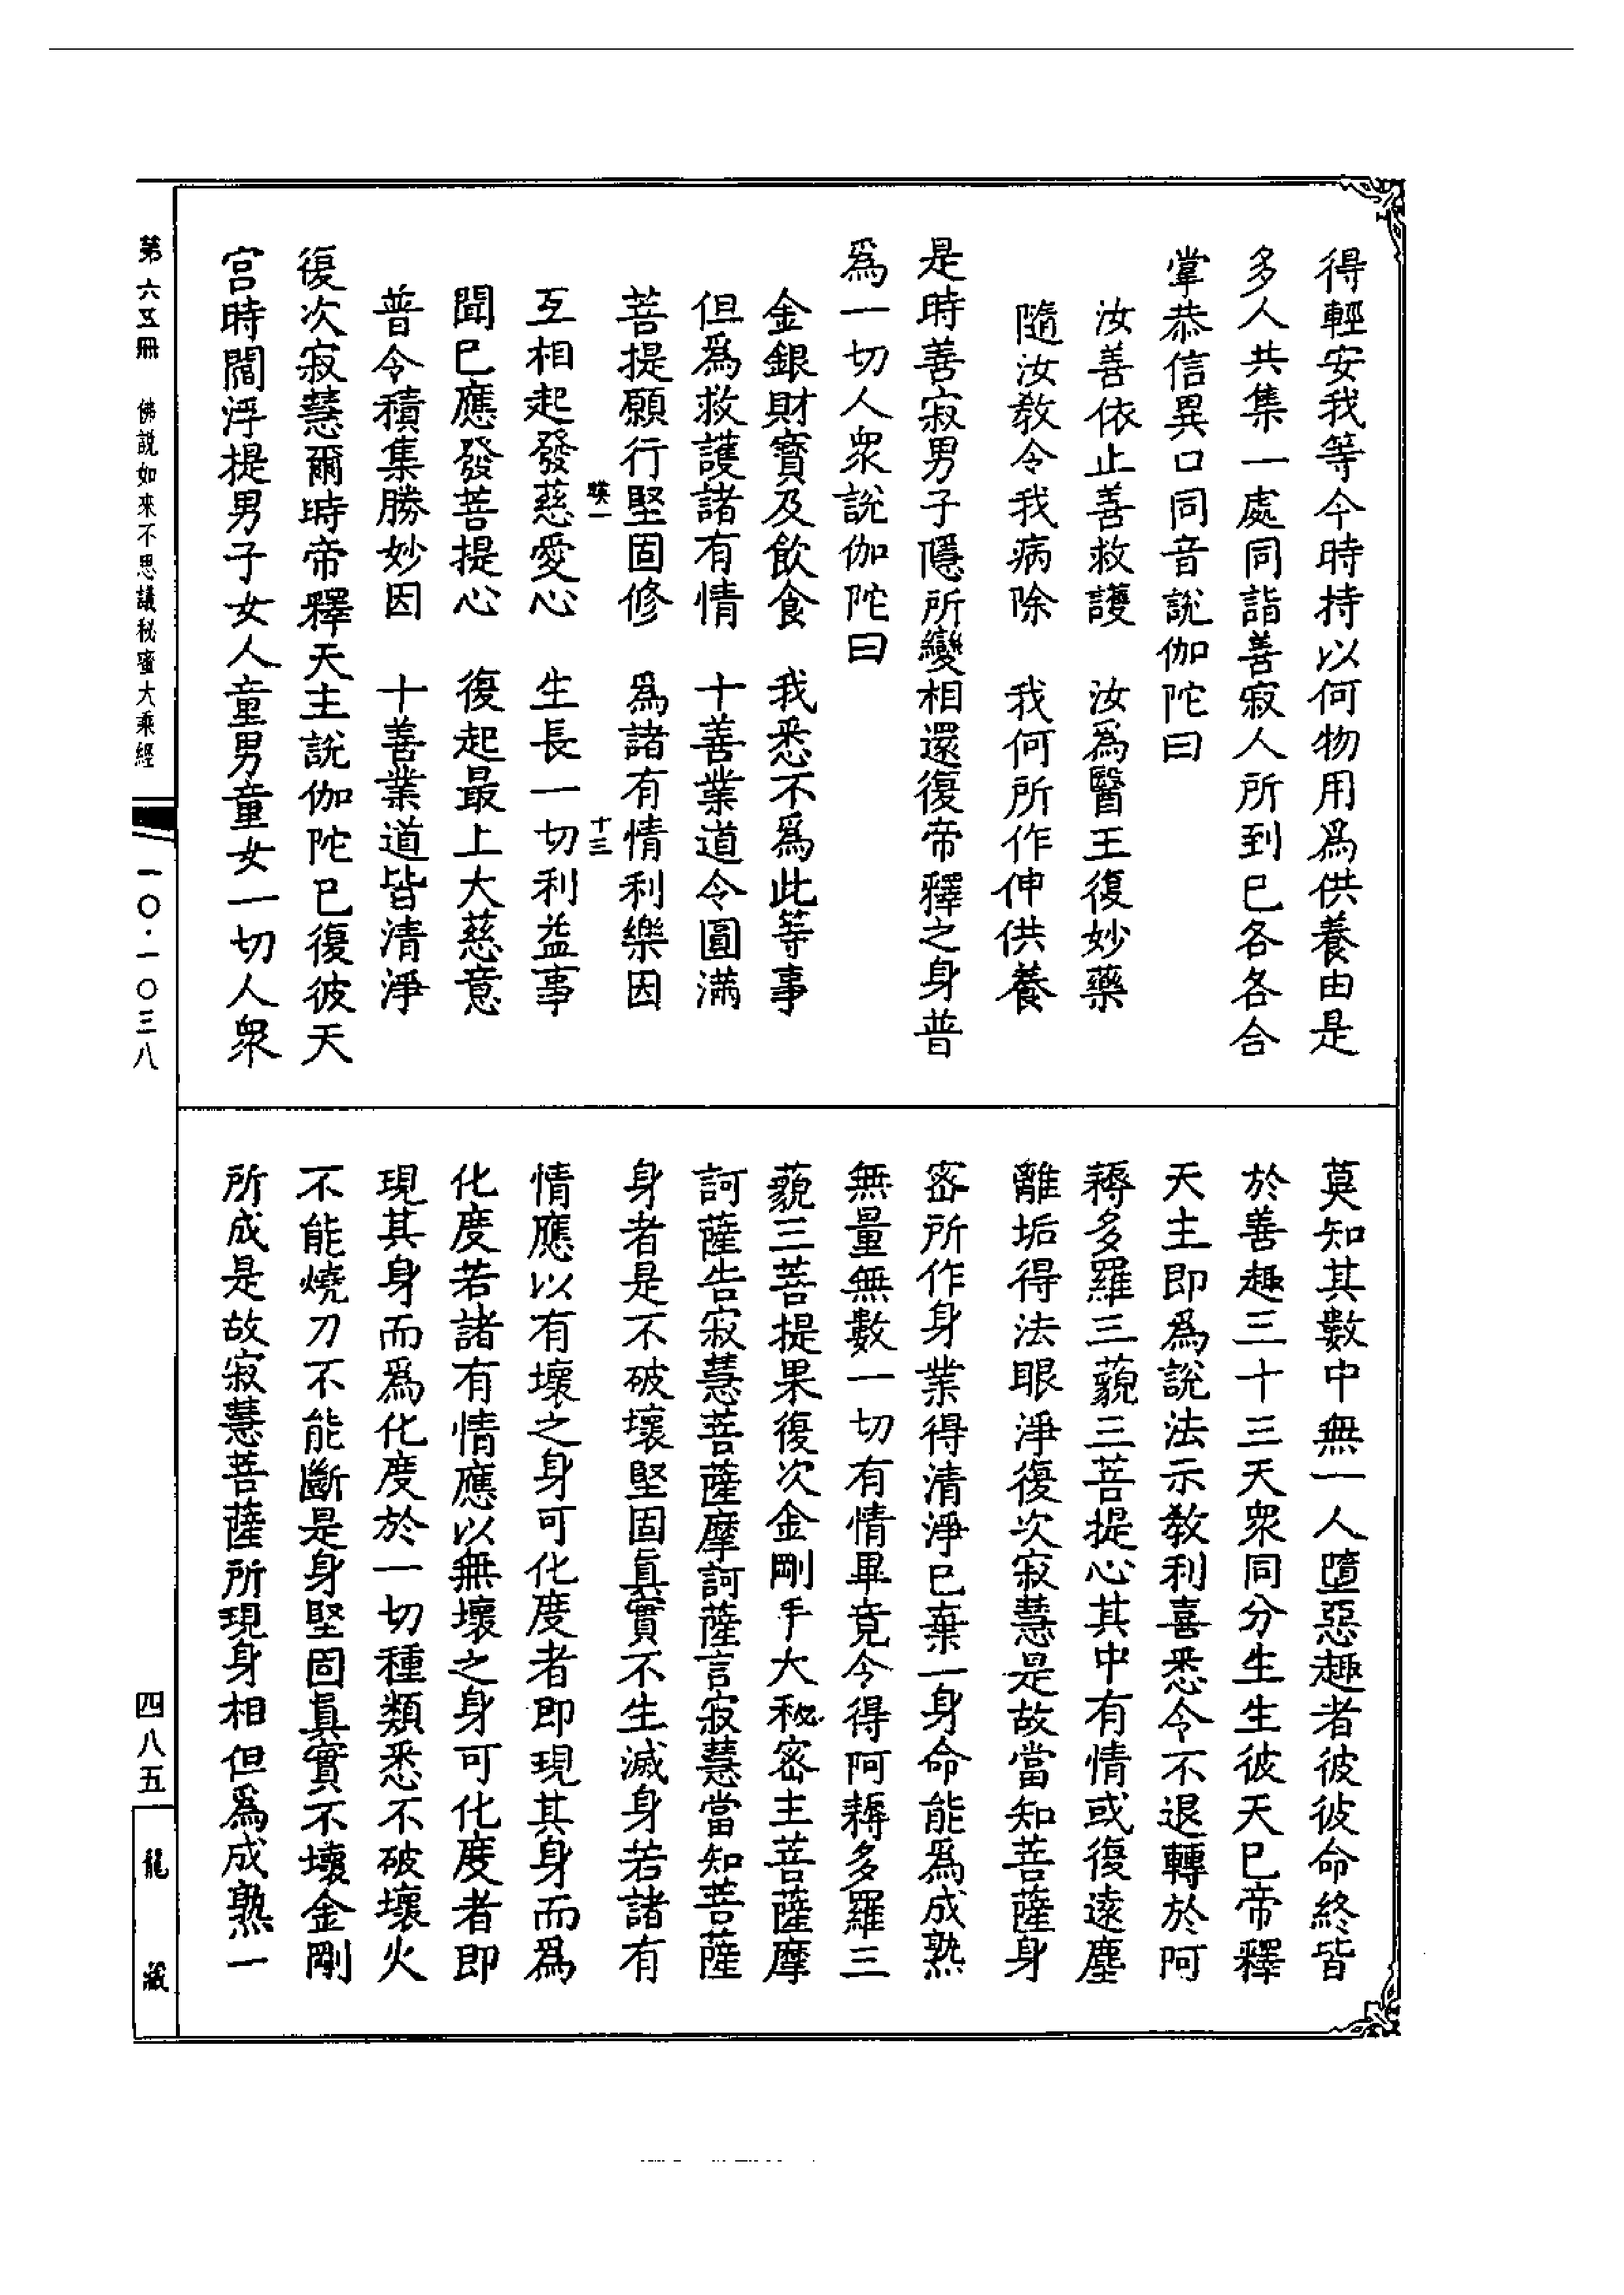 得輕安我等今時持以何物用爲供養由是
多人共集一處同詣善寂人所到已各各合
掌恭信異口同音說伽陀曰
汝善依止善救護　汝爲醫王復妙藥
隨汝教令我病除　我何所作伸供養
是時善寂男子隱所變相還復帝釋之身普
爲一切人衆說伽陀曰
金銀財寳及飲食　我悉不爲此等事
但爲救護諸有情　十善業道令圓滿
菩提願行堅固修　爲諸有情利樂因
十三
互相起發慈愛心　生長一切利益事
聞已應發菩提心　復起最上大慈意
普令積集勝妙因　十善業道皆清淨
復次寂慧爾時帝釋天主說伽陀已復彼天
宫時閻浮提男子女人童男童女一切人衆
莫知其數中無一人墮惡趣者彼彼命終皆
於善趣三十三天衆同分生生彼天已帝釋
天主即爲說法示教利喜悉令不退轉於阿
耨多羅三藐三菩提心其中有情或復遠塵
離垢得法眼淨復次寂慧是故當知菩薩身
密所作身業得清淨已棄一身命能爲成熟
無量無數一切有情畢竟令得阿耨多羅三
藐三菩提果復次金剛手大秘密主菩薩摩
訶薩告寂慧菩薩摩訶薩言寂慧當知菩薩
身者是不破壞堅固眞實不生滅身若諸有
情應以有壞之身可化度者即現其身而爲
化度若諸有情應以無壞之身可化度者即
現其身而爲化度於一切種類悉不破壞火
不能燒刀不能斷是身堅固眞實不壞金剛
所成是故寂慧菩薩所現身相但爲成熟一
第六五冊　佛說如來不思議秘密大乘經
一〇·一〇三八
四八五
龍藏